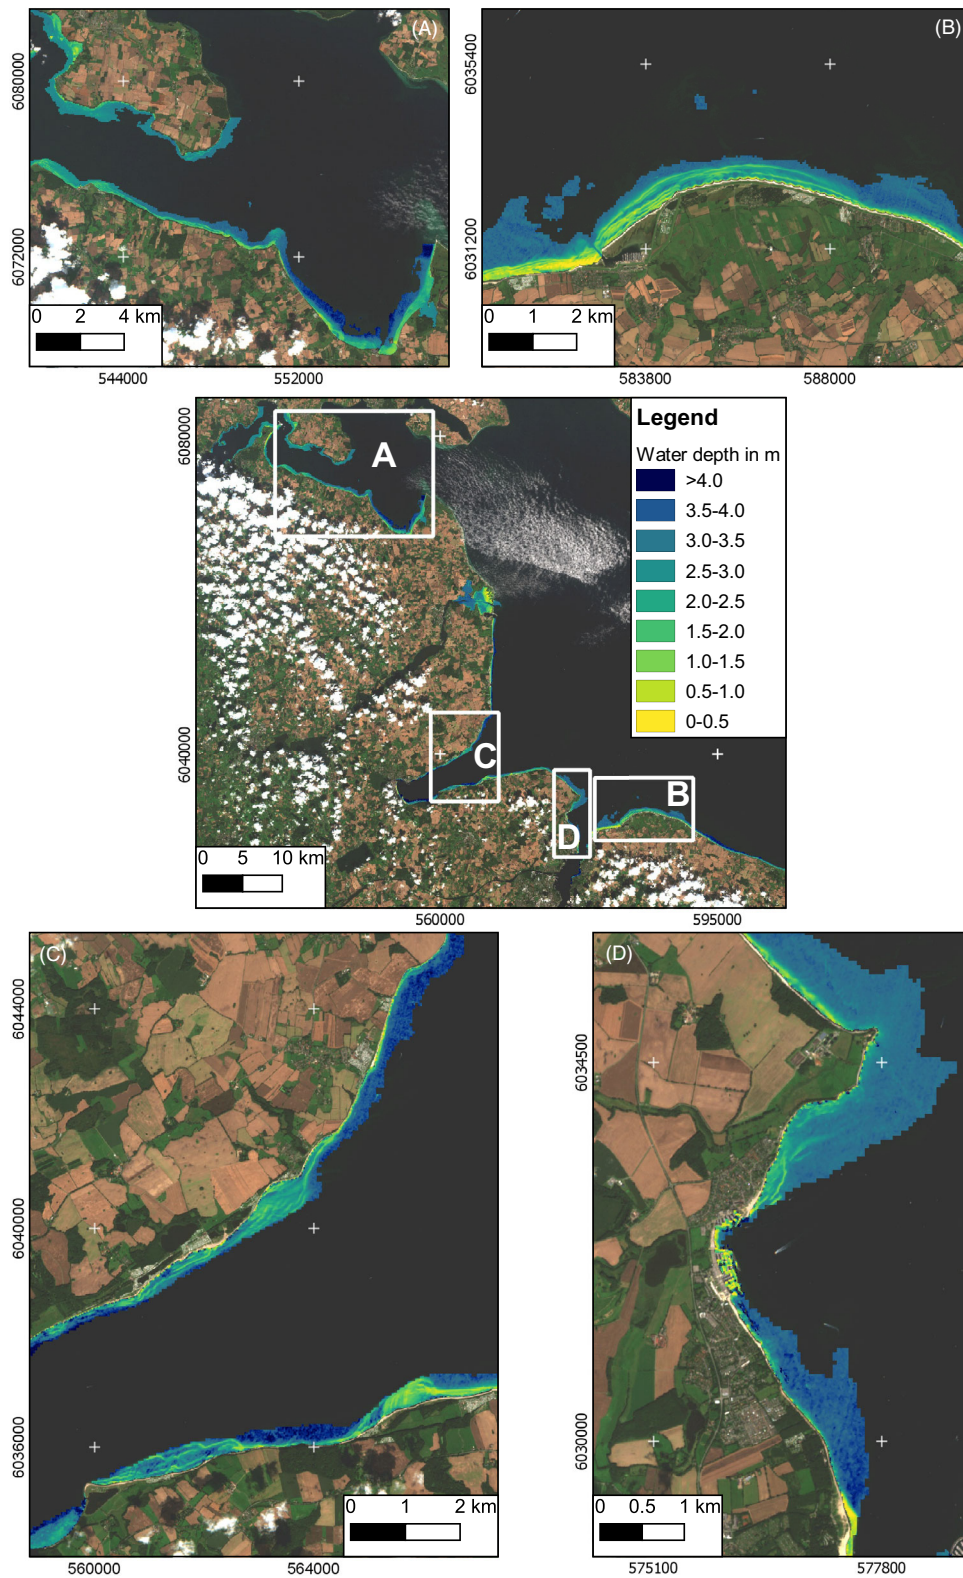 (A)
6080000
6072000
0 2 4 km
544000 552000
(B)
6035400
6031200
0 1 2 km
583800 588000
6080000
6040000
A
C
D
B
Legend
Water depth in m
>4.0
3.5-4.0
3.0-3.5
2.5-3.0
2.0-2.5
1.5-2.0
1.0-1.5
0.5-1.0
0-0.5
0 5 10 km
560000 595000
(C)
6044000
6040000
6036000
0 1 2 km
560000 564000
(D)
6034500
6030000
0 0.5 1 km
575100 577800